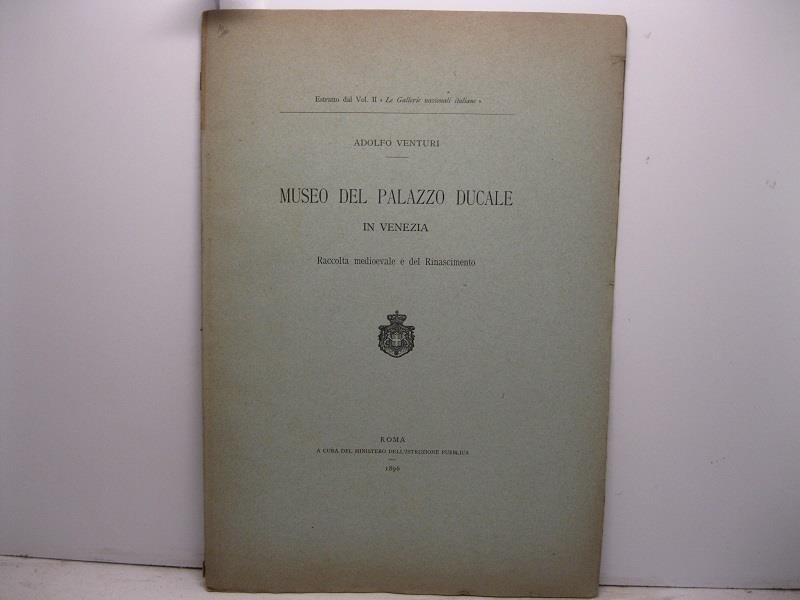 Estratto dal Vol. II « Le Gallerie nazionali italiane »
ADOLFO VENTURI
MUSEO DEL PALAZZO DUCALE
IN VENEZIA
Raccolta medioevale e del Rinascimento
ROMA
A CURA DEL MINISTERO DELL'ISTRUZIONE PUBBLICA
1896